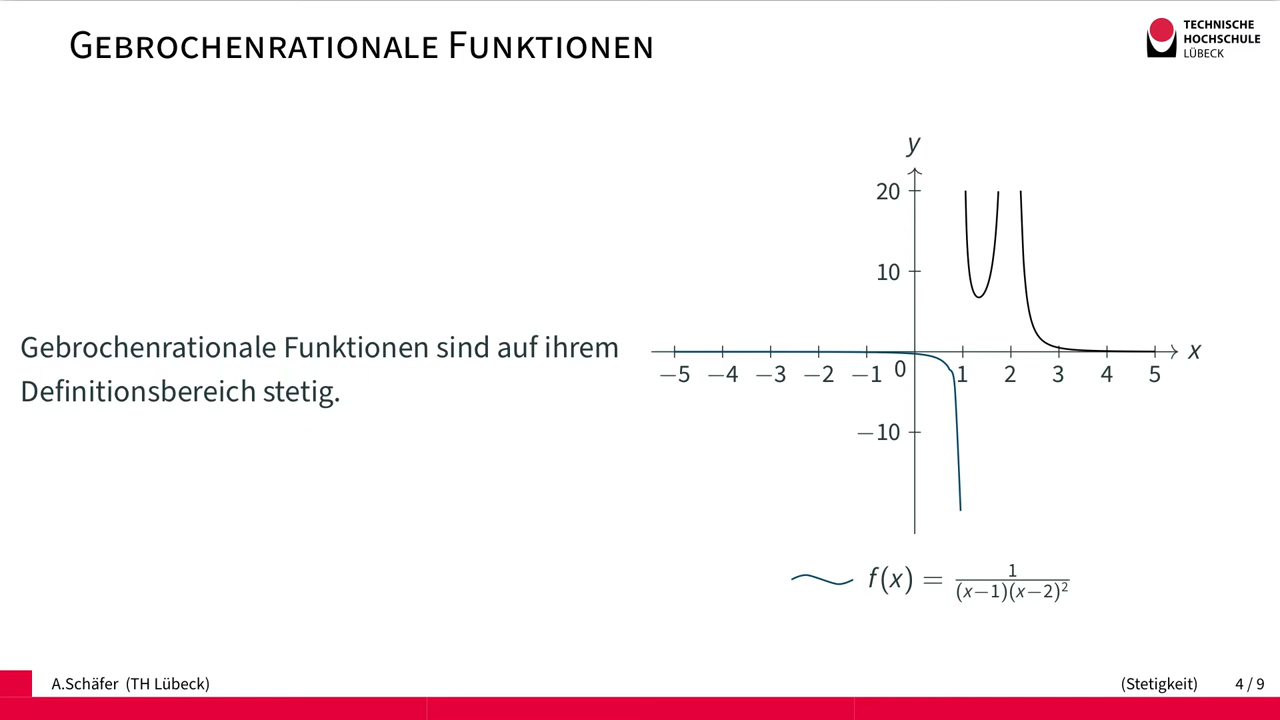 GEBROCHENRATIONALE FUNKTIONEN
TECHNISCHE
HOCHSCHULE
LÜBECK
Gebrochenrationale Funktionen sind auf ihrem
Definitionsbereich stetig.
y
20
10
−10
−5 −4 −3 −2 −1 0 1 2 3 4 5 x
f(x) = 1/((x−1)(x−2)²)
A.Schäfer (TH Lübeck)
(Stetigkeit) 4 / 9